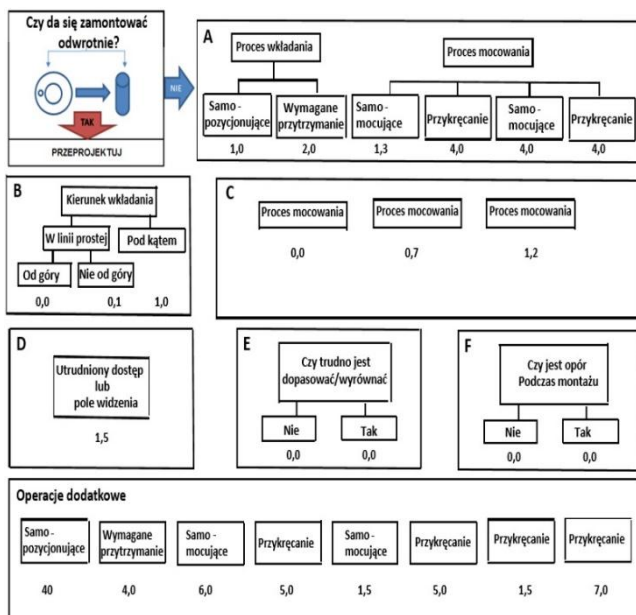 Czy da się zamontować
odwrotnie?
NIE
TAK
PRZEPROJEKTUJ
A
Proces wkładania
Proces mocowania
Samo -
pozycjonujące
Wymagane
przytrzymanie
Samo -
mocujące
Przykręcanie
Samo -
mocujące
Przykręcanie
1,0
2,0
1,3
4,0
4,0
4,0
B
Kierunek wkładania
W linii prostej
Pod kątem
Od góry
Nie od góry
0,0
0,1
1,0
C
Proces mocowania
Proces mocowania
Proces mocowania
0,0
0,7
1,2
D
Utrudniony dostęp
lub
pole widzenia
1,5
E
Czy trudno jest
dopasować/wyrównać
Nie
Tak
0,0
0,0
F
Czy jest opór
Podczas montażu
Nie
Tak
0,0
0,0
Operacje dodatkowe
Samo -
pozycjonujące
Wymagane
przytrzymanie
Samo -
mocujące
Przykręcanie
Samo -
mocujące
Przykręcanie
Przykręcanie
Przykręcanie
40
4,0
6,0
5,0
1,5
5,0
1,5
7,0